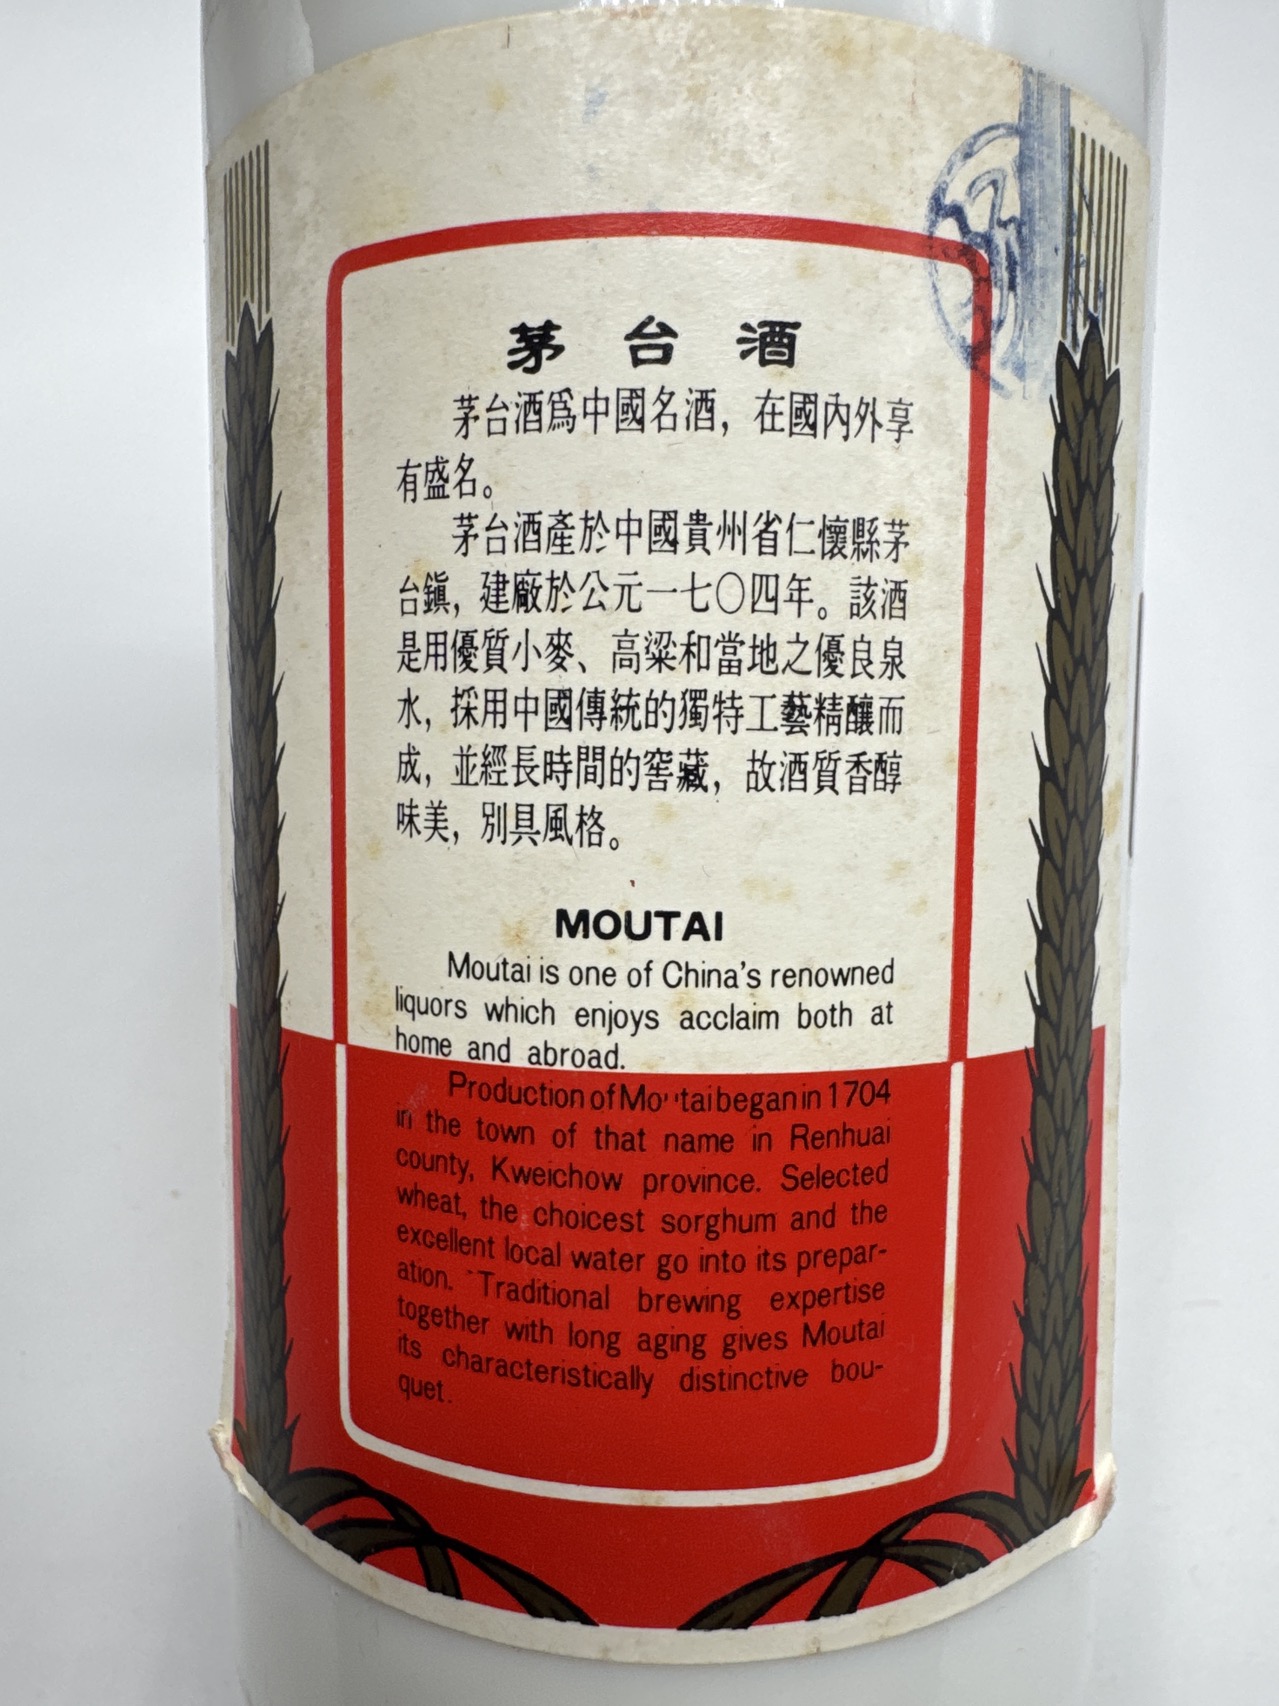 茅台酒
茅台酒爲中國名酒，在國內外享
有盛名。
茅台酒產於中國貴州省仁懷縣茅
台鎭，建廠於公元一七〇四年。該酒
是用優質小麥、高粱和當地之優良泉
水，採用中國傳統的獨特工藝精釀而
成，並經長時間的窖藏，故酒質香醇
味美，別具風格。
MOUTAI
Moutai is one of China's renowned
liquors which enjoys acclaim both at
home and abroad.
Production of Moutai began in 1704
in the town of that name in Renhuai
county, Kweichow province. Selected
wheat, the choicest sorghum and the
excellent local water go into its prepar-
ation. Traditional brewing expertise
together with long aging gives Moutai
its characteristically distinctive bou-
quet.